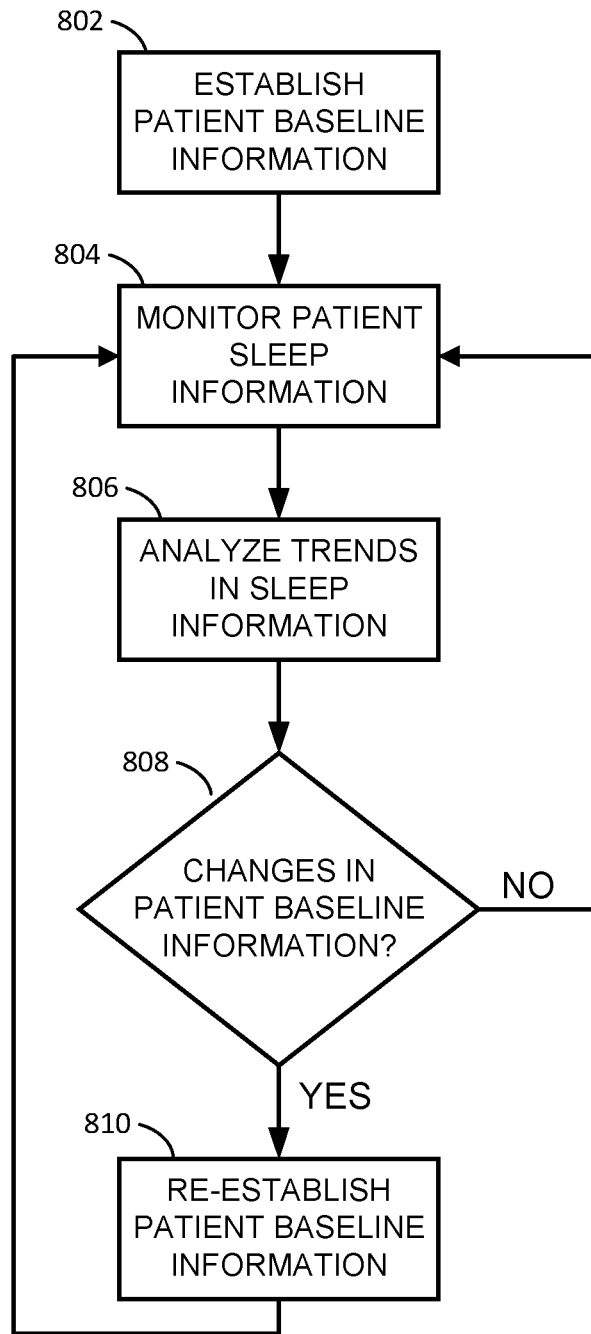 802
ESTABLISH
PATIENT BASELINE
INFORMATION
804
MONITOR PATIENT
SLEEP
INFORMATION
806
ANALYZE TRENDS
IN SLEEP
INFORMATION
808
CHANGES IN
PATIENT BASELINE
INFORMATION?
NO
YES
810
RE-ESTABLISH
PATIENT BASELINE
INFORMATION